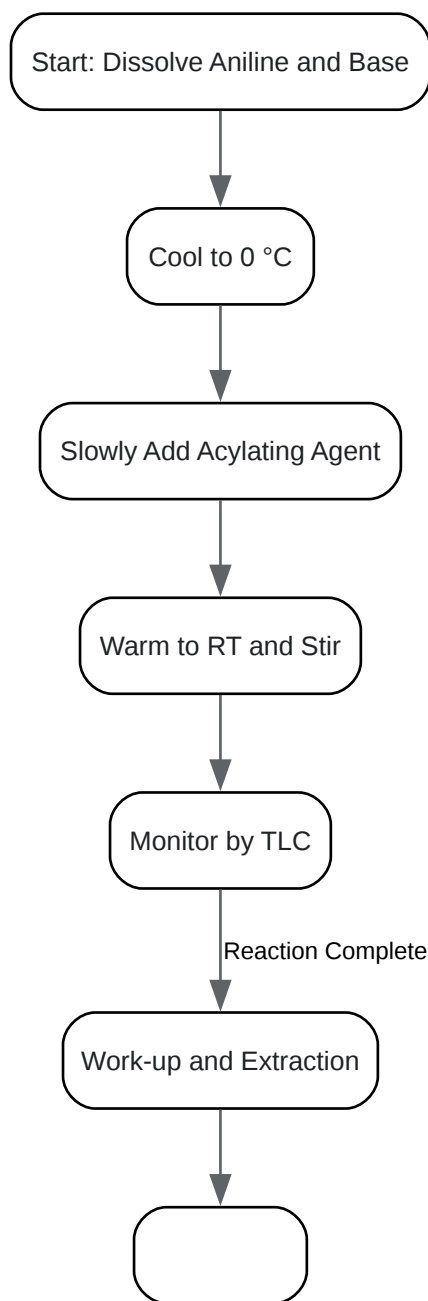 Start: Dissolve Aniline and Base
Cool to 0 °C
Slowly Add Acylating Agent
Warm to RT and Stir
Monitor by TLC
Reaction Complete
Work-up and Extraction